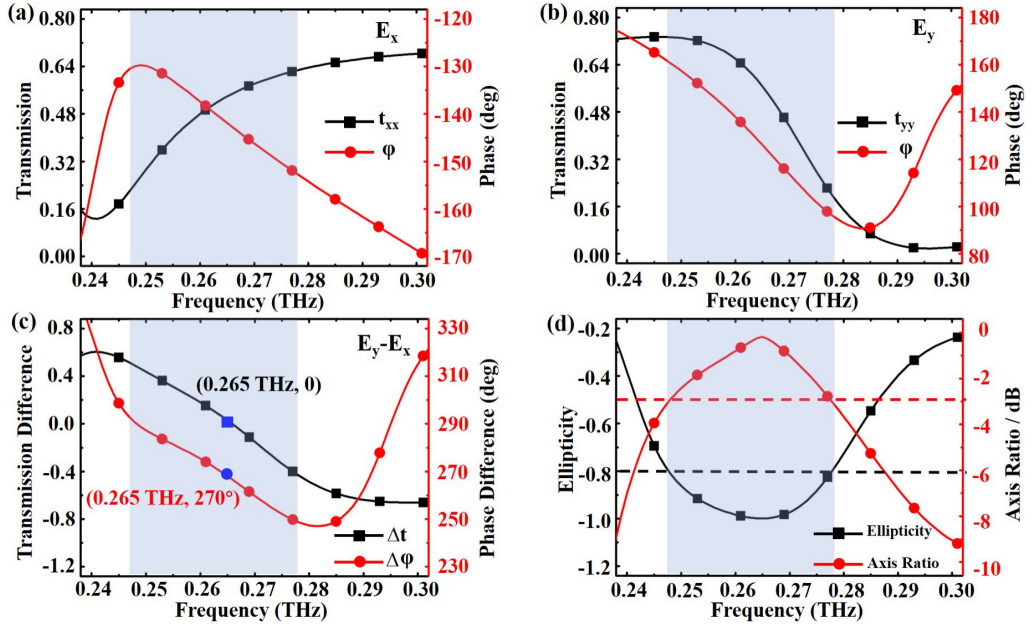 (a)
E_x
t_xx
φ
0.80
0.64
0.48
0.32
0.16
0.00
Transmission
-120
-130
-140
-150
-160
-170
Phase (deg)
0.24 0.25 0.26 0.27 0.28 0.29 0.30
Frequency (THz)
(b)
E_y
t_yy
φ
0.80
0.64
0.48
0.32
0.16
0.00
Transmission
180
160
140
120
100
80
Phase (deg)
0.24 0.25 0.26 0.27 0.28 0.29 0.30
Frequency (THz)
(c)
E_y-E_x
(0.265 THz, 0)
(0.265 THz, 270°)
Δt
Δφ
0.8
0.4
0.0
-0.4
-0.8
-1.2
Transmission Difference
330
310
290
270
250
230
Phase Difference (deg)
0.24 0.25 0.26 0.27 0.28 0.29 0.30
Frequency (THz)
(d)
Ellipticity
Axis Ratio
-0.2
-0.4
-0.6
-0.8
-1.0
-1.2
Ellipticity
0
-2
-4
-6
-8
-10
Axis Ratio / dB
0.24 0.25 0.26 0.27 0.28 0.29 0.30
Frequency (THz)